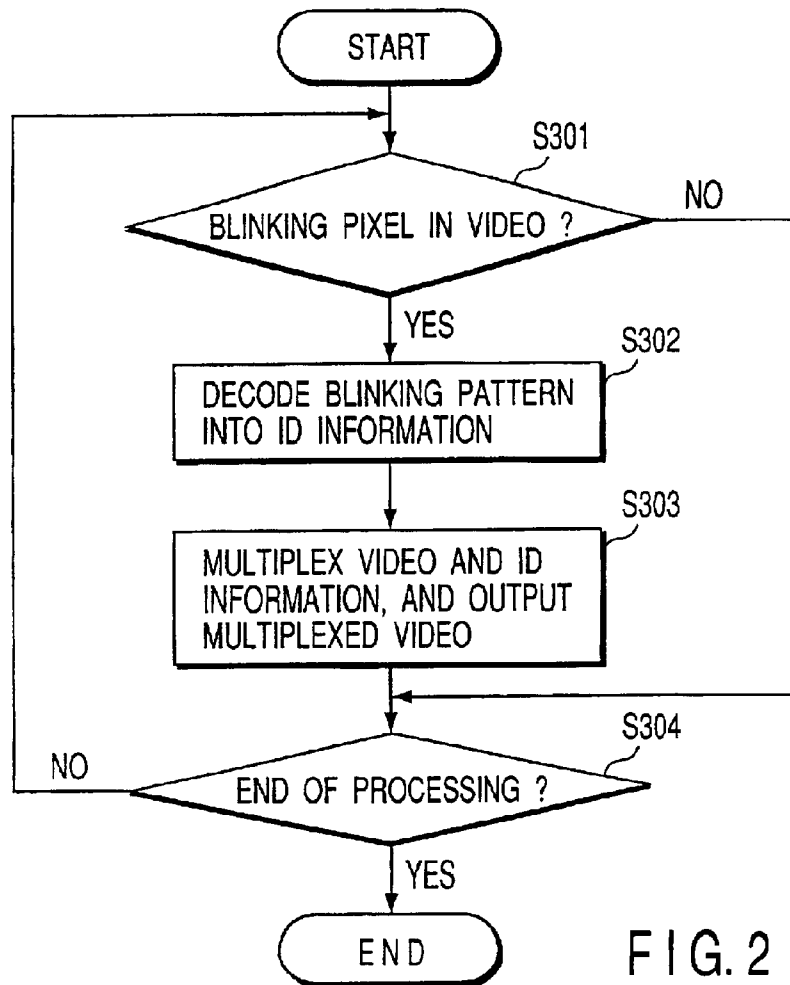 START
S301
BLINKING PIXEL IN VIDEO ?
NO
YES
S302
DECODE BLINKING PATTERN
INTO ID INFORMATION
S303
MULTIPLEX VIDEO AND ID
INFORMATION, AND OUTPUT
MULTIPLEXED VIDEO
S304
NO
END OF PROCESSING ?
YES
END
FIG. 2